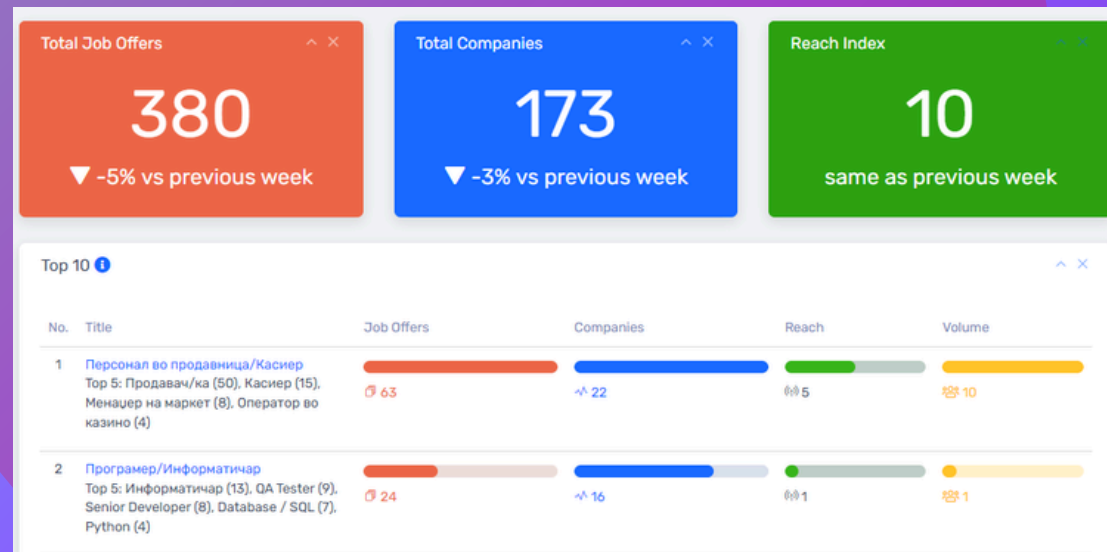 Total Job Offers
380
▼ -5% vs previous week
Total Companies
173
▼ -3% vs previous week
Reach Index
10
same as previous week
Top 10
No. Title Job Offers Companies Reach Volume
1 Персонал во продавница/Касиер
Top 5: Продавач/ка (50), Касиер (15),
Менаџер на маркет (8), Оператор во
казино (4)
63 22 5 10
2 Програмер/Информатичар
Top 5: Информатичар (13), QA Tester (9),
Senior Developer (8), Database / SQL (7),
Python (4)
24 16 1 1